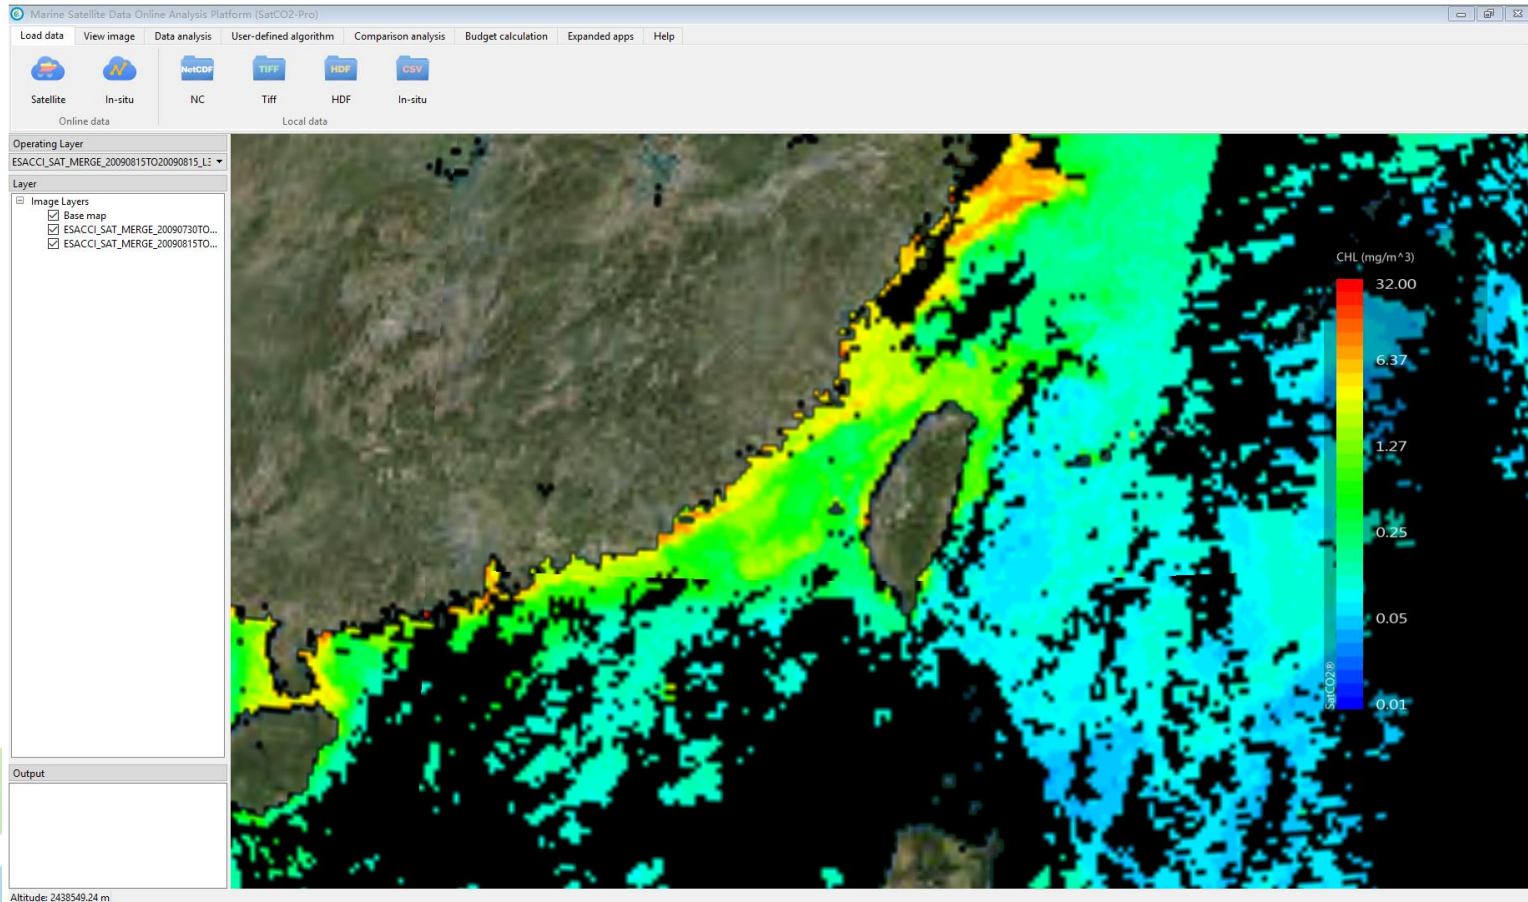 Marine Satellite Data Online Analysis Platform (SatCO2-Pro)
Load data View image Data analysis User-defined algorithm Comparison analysis Budget calculation Expanded apps Help
NetCDF TIFF HDF CSV
Satellite In-situ NC Tiff HDF In-situ
Online data Local data
Operating Layer
ESACCI_SAT_MERGE_20090815TO20090815_L3
Layer
Image Layers
Base map
ESACCI_SAT_MERGE_20090730TO...
ESACCI_SAT_MERGE_20090815TO...
CHL (mg/m^3)
32.00
6.37
1.27
0.25
0.05
0.01
SatCO2®
Output
Altitude: 2438549.24 m